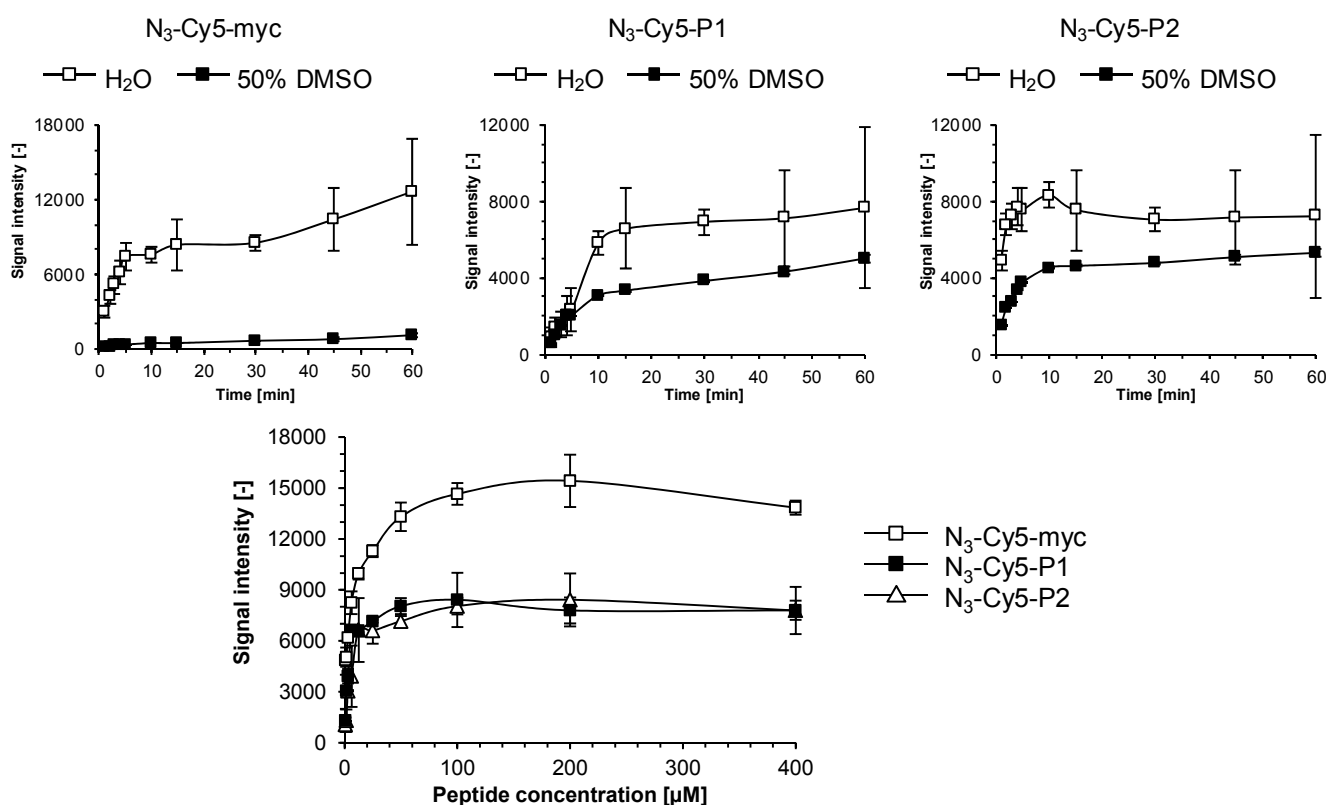 N₃-Cy5-myc
H₂O 50% DMSO
18000
12000
6000
0
Signal intensity [-]
0 10 20 30 40 50 60
Time [min]
N₃-Cy5-P1
H₂O 50% DMSO
12000
8000
4000
0
Signal intensity [-]
0 10 20 30 40 50 60
Time [min]
N₃-Cy5-P2
H₂O 50% DMSO
12000
8000
4000
0
Signal intensity [-]
0 10 20 30 40 50 60
Time [min]
18000
15000
12000
9000
6000
3000
0
Signal intensity [-]
0 100 200 300 400
Peptide concentration [µM]
N₃-Cy5-myc
N₃-Cy5-P1
N₃-Cy5-P2